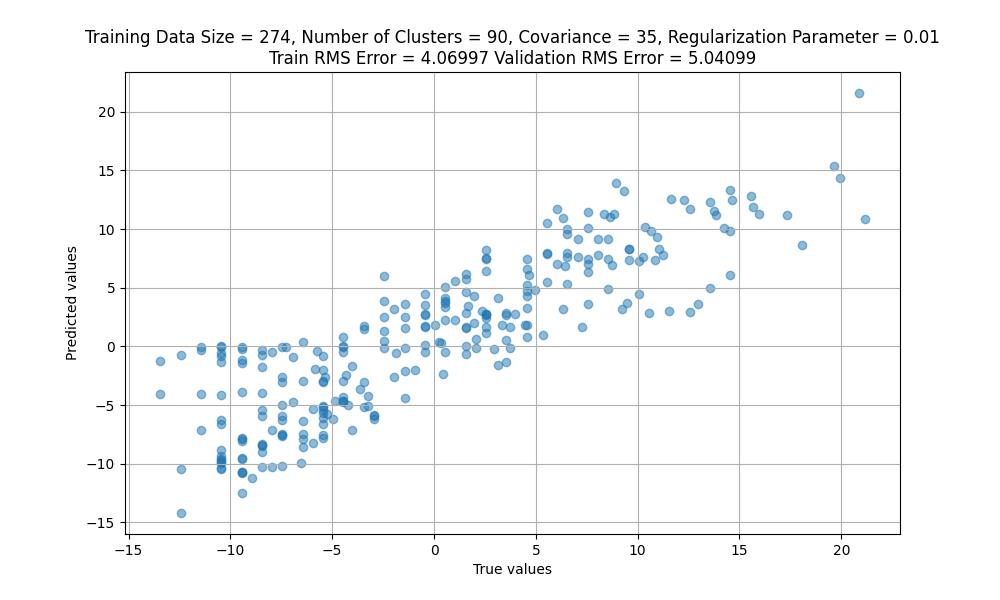 Training Data Size = 274, Number of Clusters = 90, Covariance = 35, Regularization Parameter = 0.01
Train RMS Error = 4.06997 Validation RMS Error = 5.04099
20
15
10
5
0
−5
−10
−15
Predicted values
−15 −10 −5 0 5 10 15 20
True values